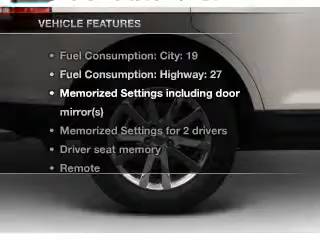 VEHICLE FEATURES
• Fuel Consumption: City: 19
• Fuel Consumption: Highway: 27
• Memorized Settings including door
mirror(s)
• Memorized Settings for 2 drivers
• Driver seat memory
• Remote